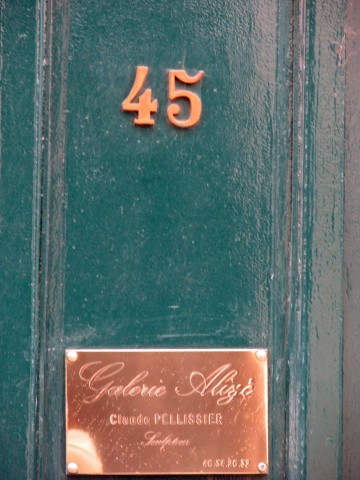 45
Galerie Alizé
Claude PELLISSIER
Sculpteur